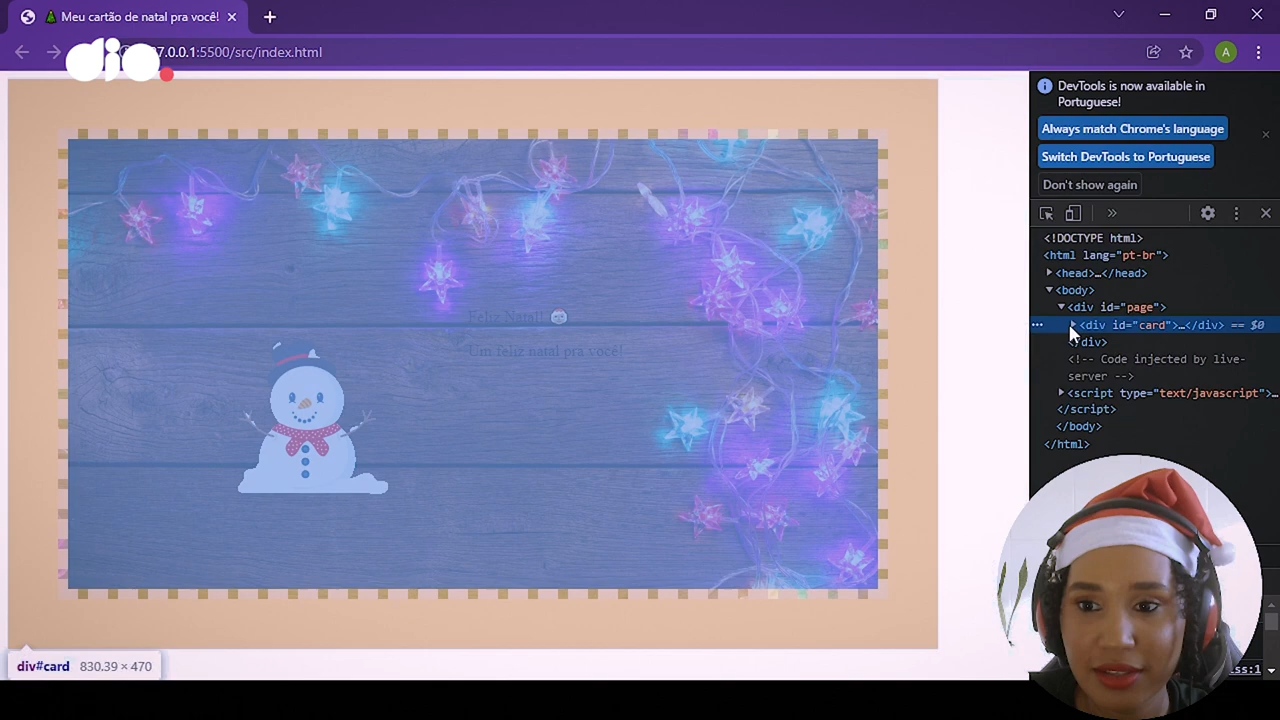 Meu cartão de natal pra você!
dio.
7.0.0.1:5500/src/index.html
A
DevTools is now available in
Portuguese!
Always match Chrome's language
Switch DevTools to Portuguese
Don't show again
<!DOCTYPE html>
<html lang="pt-br">
<head>…</head>
<body>
<div id="page">
<div id="card">…</div> == $0
</div>
<!-- Code injected by live-
server -->
<script type="text/javascript">…
</script>
</body>
</html>
Feliz Natal!
Um feliz natal pra você!
div#card 830.39 × 470
ss:1